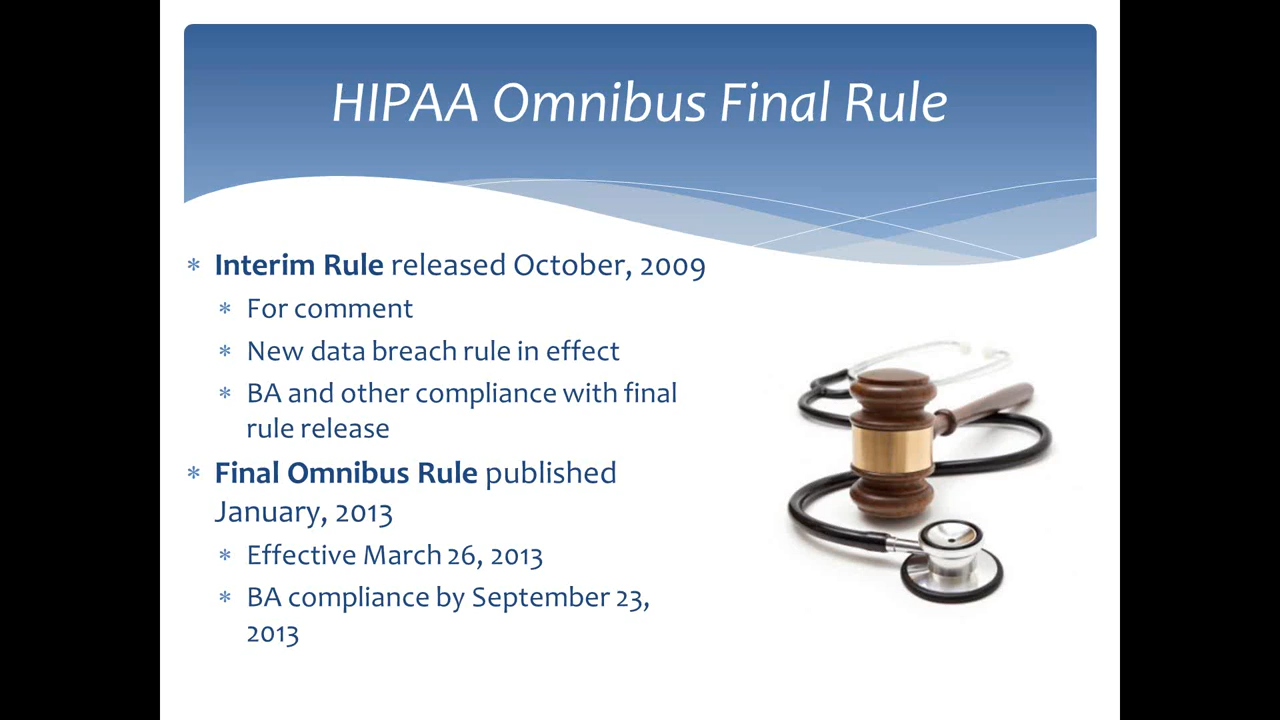 HIPAA Omnibus Final Rule
* Interim Rule released October, 2009
* For comment
* New data breach rule in effect
* BA and other compliance with final
rule release
* Final Omnibus Rule published
January, 2013
* Effective March 26, 2013
* BA compliance by September 23,
2013